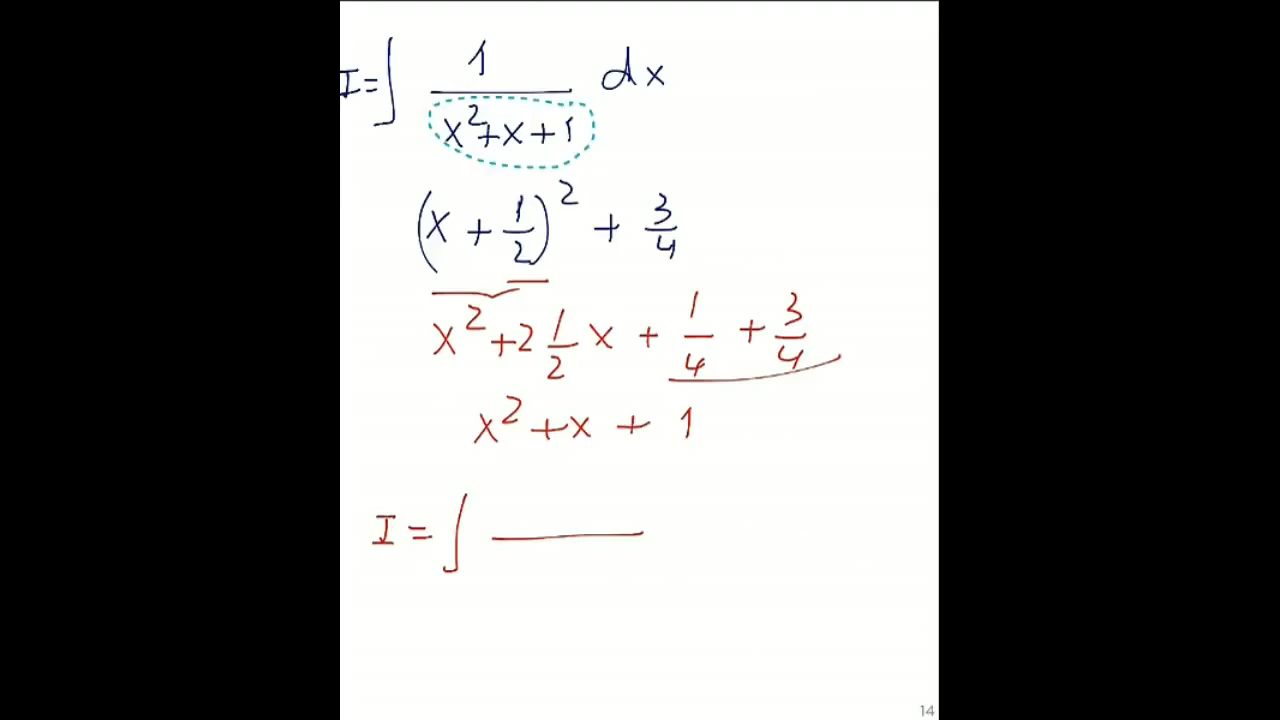 I = ∫ 1/(x²+x+1) dx
(x + 1/2)² + 3/4
x² + 2 1/2 x + 1/4 + 3/4
x² + x + 1
I = ∫
14